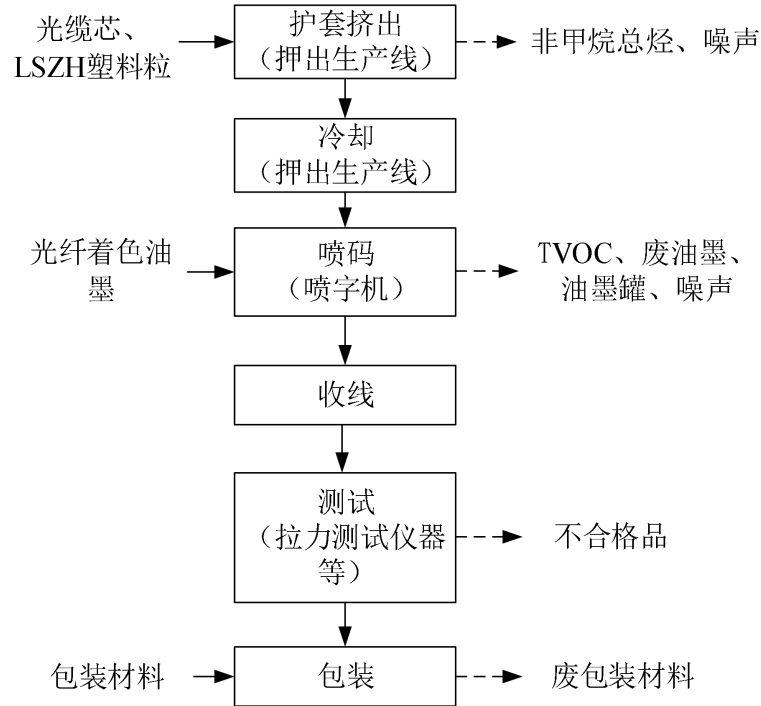 光缆芯、
LSZH塑料粒
护套挤出
（押出生产线）
非甲烷总烃、噪声
冷却
（押出生产线）
光纤着色油
墨
喷码
（喷字机）
TVOC、废油墨、
油墨罐、噪声
收线
测试
（拉力测试仪器
等）
不合格品
包装材料
包装
废包装材料